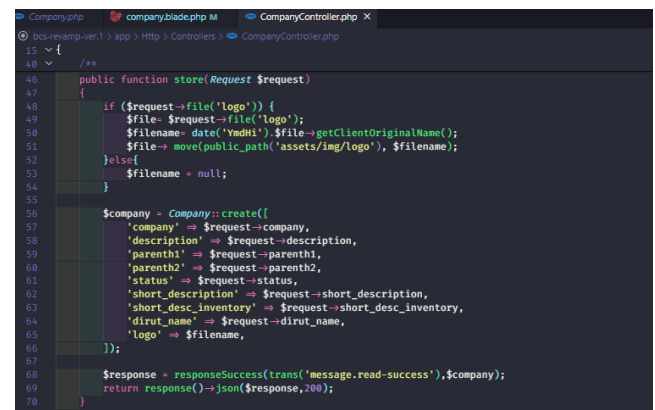 Company.php company.blade.php M CompanyController.php ×
bcs-revamp-ver.1 > app > Http > Controllers > CompanyController.php
15 {
40 /**
46 public function store(Request $request)
47 {
48 if ($request→file('logo')) {
49 $file= $request→file('logo');
50 $filename= date('YmdHi').$file→getClientOriginalName();
51 $file→ move(public_path('assets/img/logo'), $filename);
52 }else{
53 $filename = null;
54 }
55
56 $company = Company::create([
57 'company' ⇒ $request→company,
58 'description' ⇒ $request→description,
59 'parenth1' ⇒ $request→parenth1,
60 'parenth2' ⇒ $request→parenth2,
61 'status' ⇒ $request→status,
62 'short_description' ⇒ $request→short_description,
63 'short_desc_inventory' ⇒ $request→short_desc_inventory,
64 'dirut_name' ⇒ $request→dirut_name,
65 'logo' ⇒ $filename,
66 ]);
67
68 $response = responseSuccess(trans('message.read-success'),$company);
69 return response()→json($response,200);
70 }